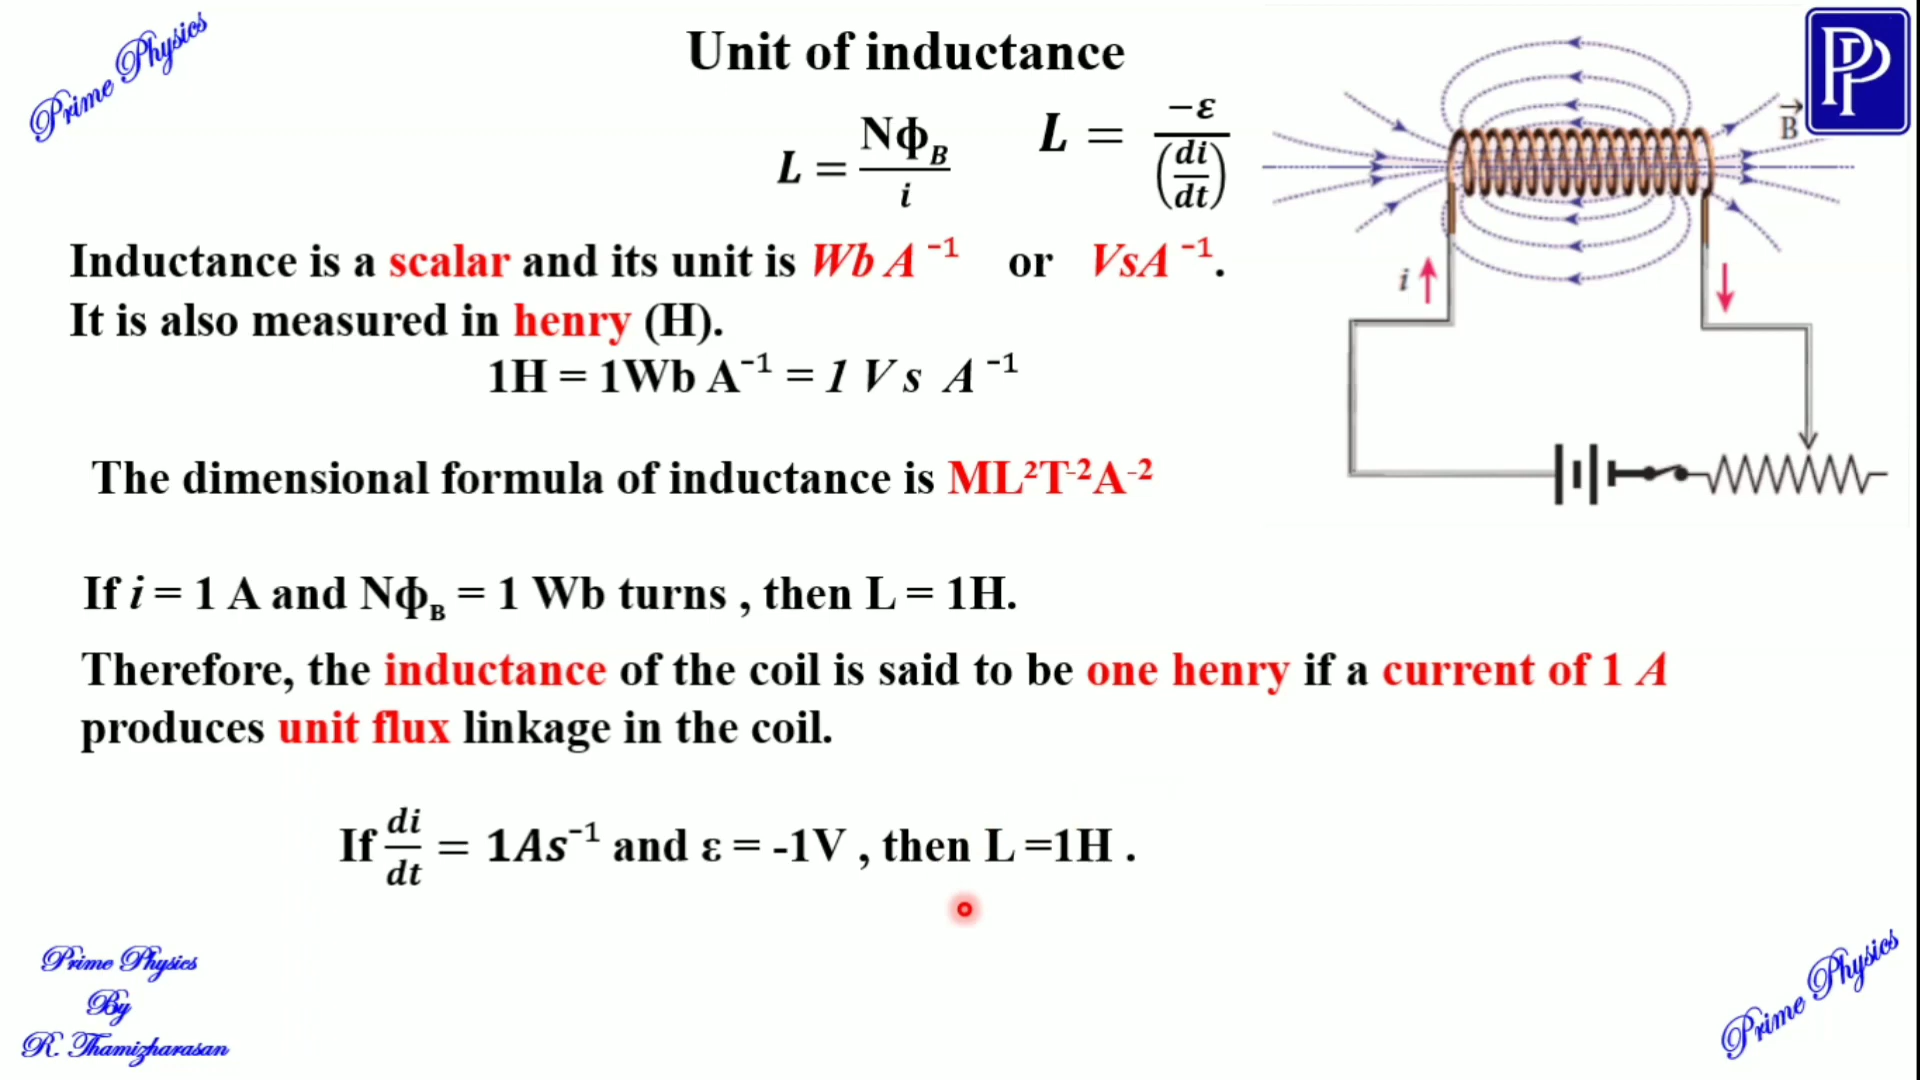 Prime Physics
Unit of inductance
L = NɸB / i    L = −ε / (di/dt)
B
Inductance is a scalar and its unit is Wb A⁻¹ or VsA⁻¹.
It is also measured in henry (H).
i
1H = 1Wb A⁻¹ = 1 V s A⁻¹
The dimensional formula of inductance is ML²T⁻²A⁻²
If i = 1 A and NɸB = 1 Wb turns , then L = 1H.
Therefore, the inductance of the coil is said to be one henry if a current of 1 A
produces unit flux linkage in the coil.
If di/dt = 1As⁻¹ and ε = -1V , then L =1H .
Prime Physics
By
R. Thamizharasan
Prime Physics